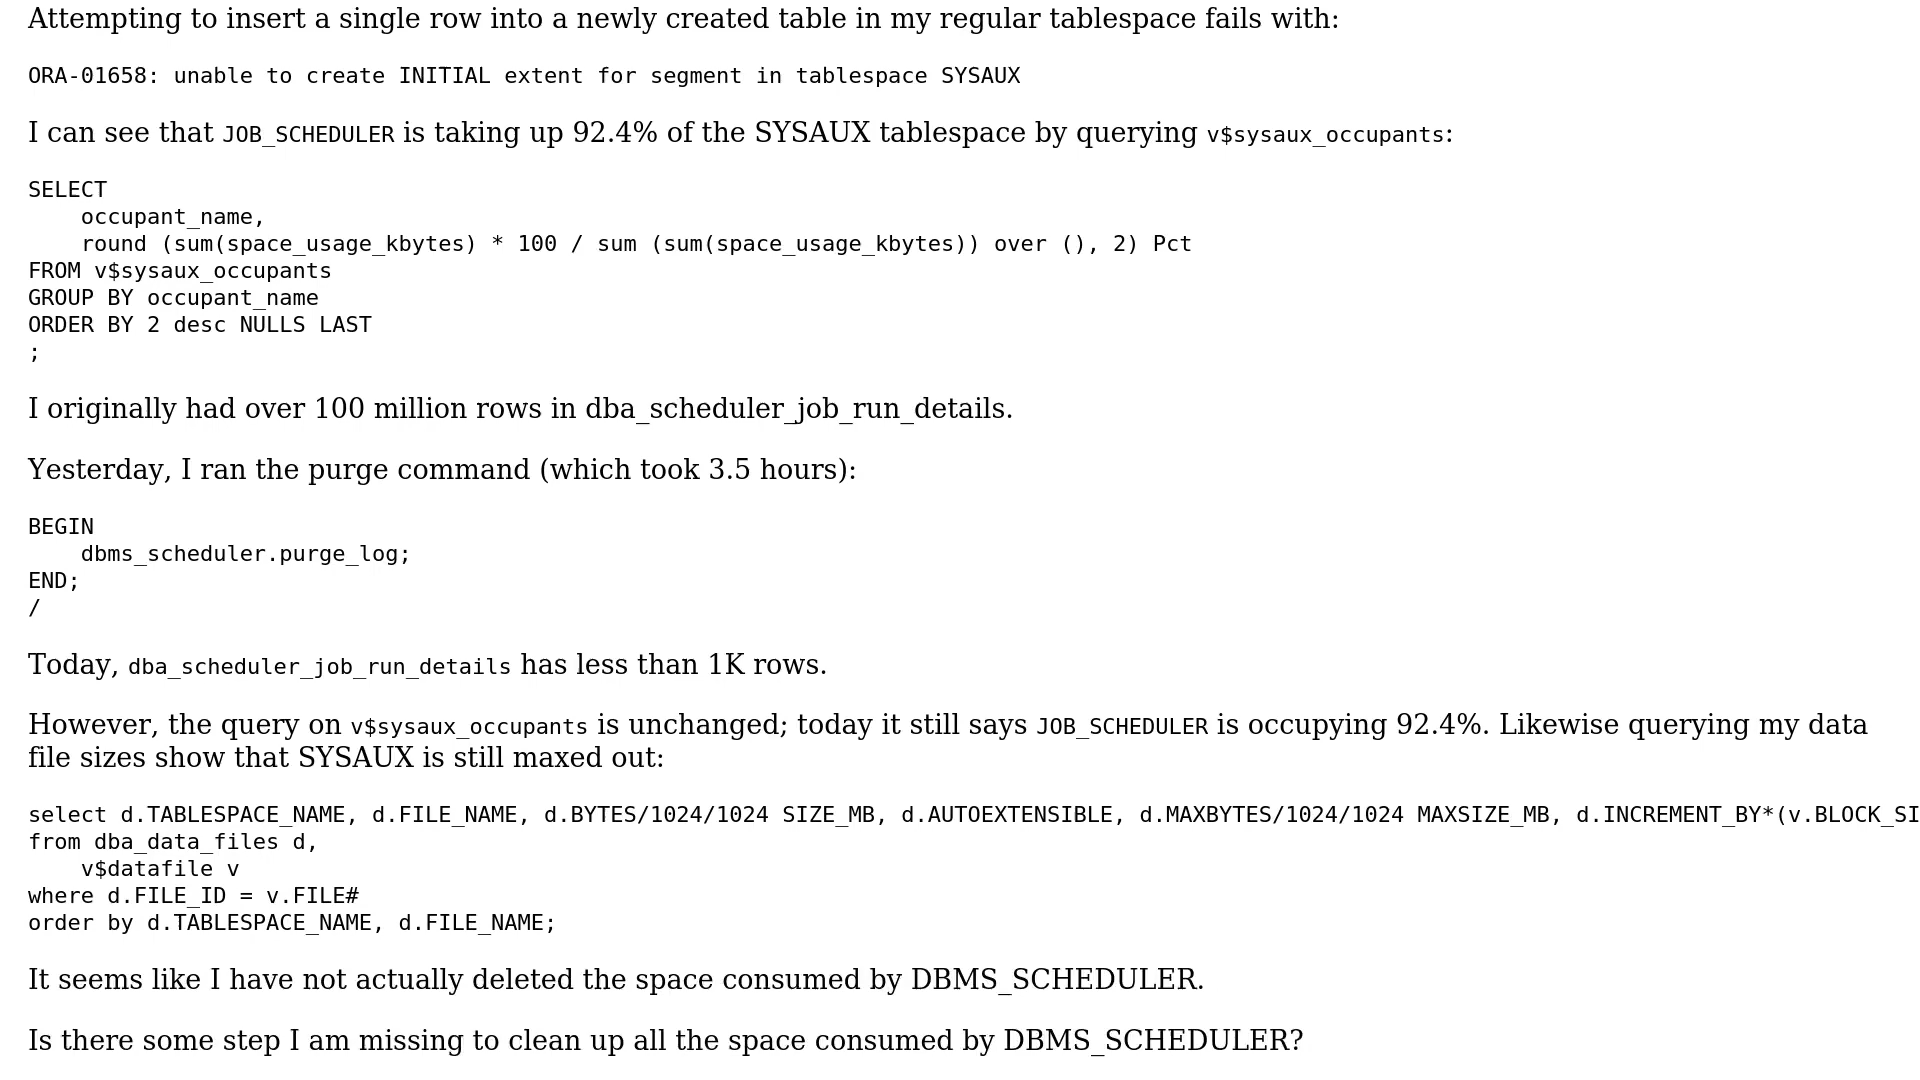 Attempting to insert a single row into a newly created table in my regular tablespace fails with:
ORA-01658: unable to create INITIAL extent for segment in tablespace SYSAUX
I can see that JOB_SCHEDULER is taking up 92.4% of the SYSAUX tablespace by querying v$sysaux_occupants:
SELECT
    occupant_name,
    round (sum(space_usage_kbytes) * 100 / sum (sum(space_usage_kbytes)) over (), 2) Pct
FROM v$sysaux_occupants
GROUP BY occupant_name
ORDER BY 2 desc NULLS LAST
;
I originally had over 100 million rows in dba_scheduler_job_run_details.
Yesterday, I ran the purge command (which took 3.5 hours):
BEGIN
    dbms_scheduler.purge_log;
END;
/
Today, dba_scheduler_job_run_details has less than 1K rows.
However, the query on v$sysaux_occupants is unchanged; today it still says JOB_SCHEDULER is occupying 92.4%. Likewise querying my data
file sizes show that SYSAUX is still maxed out:
select d.TABLESPACE_NAME, d.FILE_NAME, d.BYTES/1024/1024 SIZE_MB, d.AUTOEXTENSIBLE, d.MAXBYTES/1024/1024 MAXSIZE_MB, d.INCREMENT_BY*(v.BLOCK_SI
from dba_data_files d,
    v$datafile v
where d.FILE_ID = v.FILE#
order by d.TABLESPACE_NAME, d.FILE_NAME;
It seems like I have not actually deleted the space consumed by DBMS_SCHEDULER.
Is there some step I am missing to clean up all the space consumed by DBMS_SCHEDULER?